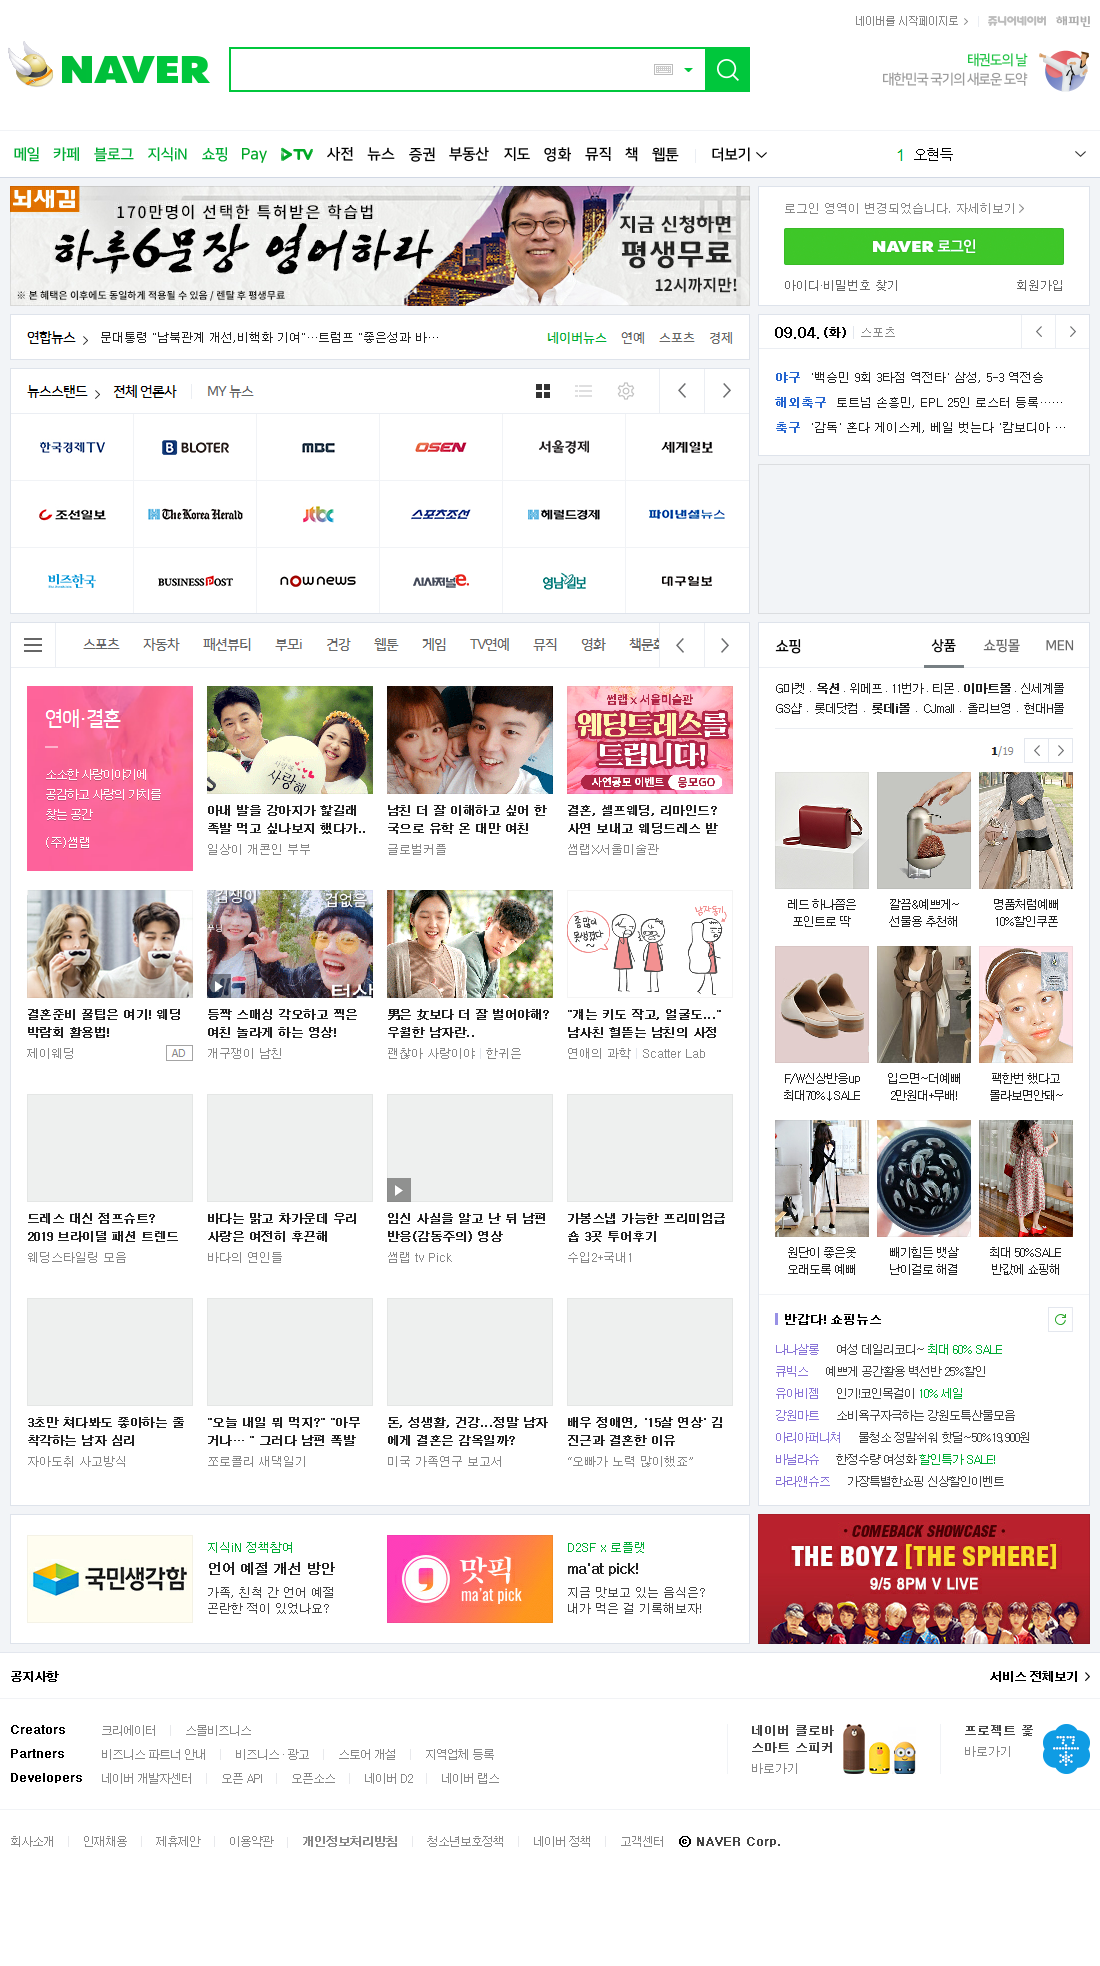 네이버를 시작페이지로
쥬니어네이버 해피빈
NAVER
태권도의 날
대한민국 국기의 새로운 도약
메일 카페 블로그 지식iN 쇼핑 Pay TV 사전 뉴스 증권 부동산 지도 영화 뮤직 책 웹툰 더보기
1 오현득
뇌새김
170만명이 선택한 특허받은 학습법
하루6문장 영어하라
※ 본 혜택은 이후에도 동일하게 적용될 수 있음 / 렌탈 후 평생무료
지금 신청하면
평생무료
12시까지만!
로그인 영역이 변경되었습니다. 자세히보기
NAVER 로그인
아이디·비밀번호 찾기 회원가입
연합뉴스 문대통령 "남북관계 개선,비핵화 기여"…트럼프 "좋은성과 바…
네이버뉴스 연예 스포츠 경제
09.04.(화) 스포츠
야구 '백승민 9회 3타점 역전타' 삼성, 5-3 역전승
해외축구 토트넘 손흥민, EPL 25인 로스터 등록……
축구 '감독' 혼다 게이스케, 베일 벗는다 '캄보디아 …
뉴스스탠드 전체 언론사 MY 뉴스
한국경제TV BLOTER MBC OSEN 서울경제 세계일보
조선일보 The Korea Herald jtbc 스포츠조선 헤럴드경제 파이낸셜뉴스
비즈한국 BUSINESS POST nownews 시사저널e. 영남일보 대구일보
스포츠 자동차 패션뷰티 부모i 건강 웹툰 게임 TV연예 뮤직 영화 책문화
연애·결혼
소소한 사랑이야기에
공감하고 사랑의 가치를
찾는 공간
(주)썸랩
사랑해
아내 발을 강아지가 핥길래
족발 먹고 싶나보지 했다가..
일상이 개콘인 부부
남친 더 잘 이해하고 싶어 한
국으로 유학 온 대만 여친
글로벌커플
썸랩 x 서울미술관
웨딩드레스를
드립니다!
사연공모 이벤트 응모GO
결혼, 셀프웨딩, 리마인드?
사연 보내고 웨딩드레스 받
썸랩X서울미술관
결혼준비 꿀팁은 여기! 웨딩
박람회 활용법!
제이웨딩 AD
겁쟁이
겁없음
등짝 스매싱 각오하고 찍은
여친 놀라게 하는 영상!
개구쟁이 남친
男은 女보다 더 잘 벌어야해?
우월한 남자란..
괜찮아 사랑이야 | 한귀은
"걔는 키도 작고, 얼굴도..."
남사친 헐뜯는 남친의 사정
연애의 과학 | Scatter Lab
드레스 대신 점프슈트?
2019 브라이덜 패션 트렌드
웨딩스타일링 모음
바다는 맑고 차가운데 우리
사랑은 여전히 후끈해
바다의 연인들
임신 사실을 알고 난 뒤 남편
반응(감동주의) 영상
썸랩 tv Pick
가봉스냅 가능한 프리미엄급
숍 3곳 투어후기
수입2+국내1
3초만 쳐다봐도 좋아하는 줄
착각하는 남자 심리
자아도취 사고방식
"오늘 내일 뭐 먹지?" "아무
거나… " 그러다 남편 폭발
쪼로롤리 새댁일기
돈, 성생활, 건강...정말 남자
에게 결혼은 감옥일까?
미국 가족연구 보고서
배우 정애연, '15살 연상' 김
진근과 결혼한 이유
"오빠가 노력 많이했죠"
쇼핑 상품 쇼핑몰 MEN
G마켓 . 옥션 . 위메프 . 11번가 . 티몬 . 이마트몰 . 신세계몰
GS샵 . 롯데닷컴 . 롯데i몰 . CJmall . 올리브영 . 현대H몰
1/19
레드 하나쯤은
포인트로 딱
깔끔&예쁘게~
선물용 추천해
명품처럼예뻐
10%할인쿠폰
F/W신상반응up
최대70%↓SALE
입으면~더예뻐
2만원대+무배!
팩한번 했다고
몰라보면안돼~
원단이 좋은옷
오래도록 예뻐
빼기힘든 뱃살
난이걸로 해결
최대 50%SALE
반값에 쇼핑해
반갑다! 쇼핑뉴스
나나살롱 여성 데일리코디~ 최대 60% SALE
큐빅스 예쁘게 공간활용 벽선반 25%할인
유아비젬 인기!코인목걸이 10% 세일
강원마트 소비욕구자극하는 강원도특산물모음
아리아퍼니쳐 물청소 정말쉬워 핫딜~50%19,900원
바닐라슈 한정수량 여성화 할인특가 SALE!
라라앤슈즈 가장특별한쇼핑 신상할인이벤트
국민생각함
지식iN 정책참여
언어 예절 개선 방안
가족, 친척 간 언어 예절
곤란한 적이 있었나요?
맛픽
ma'at pick
D2SF x 로플랫
ma'at pick!
지금 맛보고 있는 음식은?
내가 먹은 걸 기록해보자!
· COMEBACK SHOWCASE ·
THE BOYZ [THE SPHERE]
9/5 8PM V LIVE
공지사항 서비스 전체보기
Creators 크리에이터 스몰비즈니스
Partners 비즈니스 파트너 안내 비즈니스 · 광고 스토어 개설 지역업체 등록
Developers 네이버 개발자센터 오픈 API 오픈소스 네이버 D2 네이버 랩스
네이버 클로바
스마트 스피커
바로가기
프로젝트 꽃
바로가기
회사소개 인재채용 제휴제안 이용약관 개인정보처리방침 청소년보호정책 네이버 정책 고객센터 ⓒ NAVER Corp.